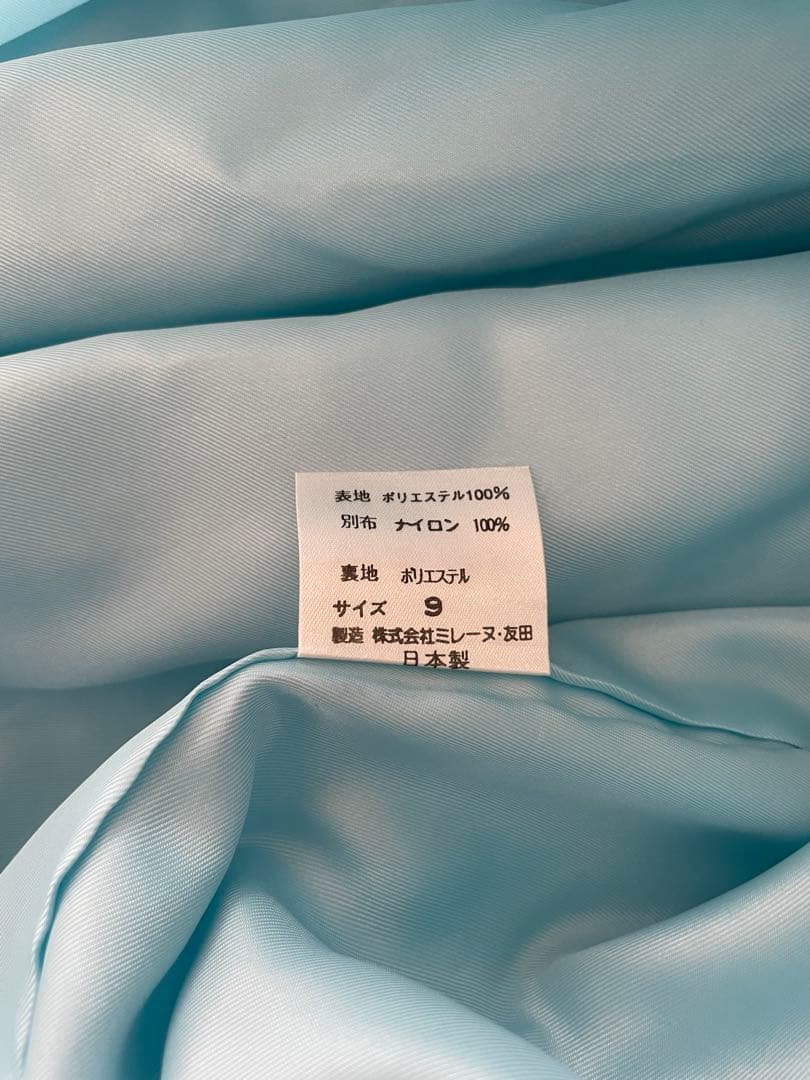 表地 ポリエステル100%
別布 ナイロン 100%
裏地 ポリエステル
サイズ 9
製造 株式会社ミレーヌ・友田
日本製